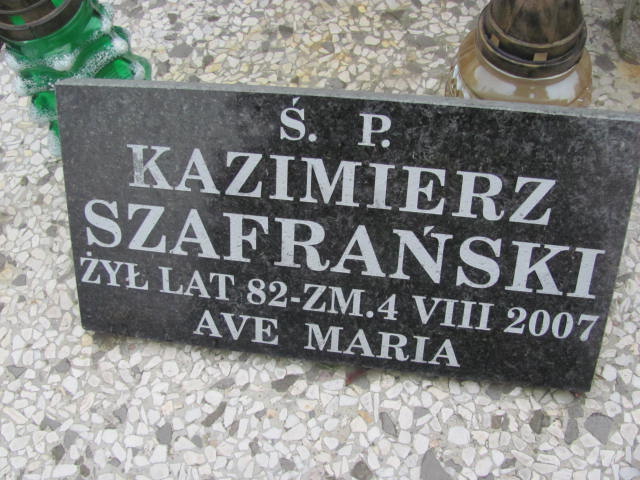 Ś. P.
KAZIMIERZ
SZAFRAŃSKI
ŻYŁ LAT 82-ZM.4 VIII 2007
AVE MARIA